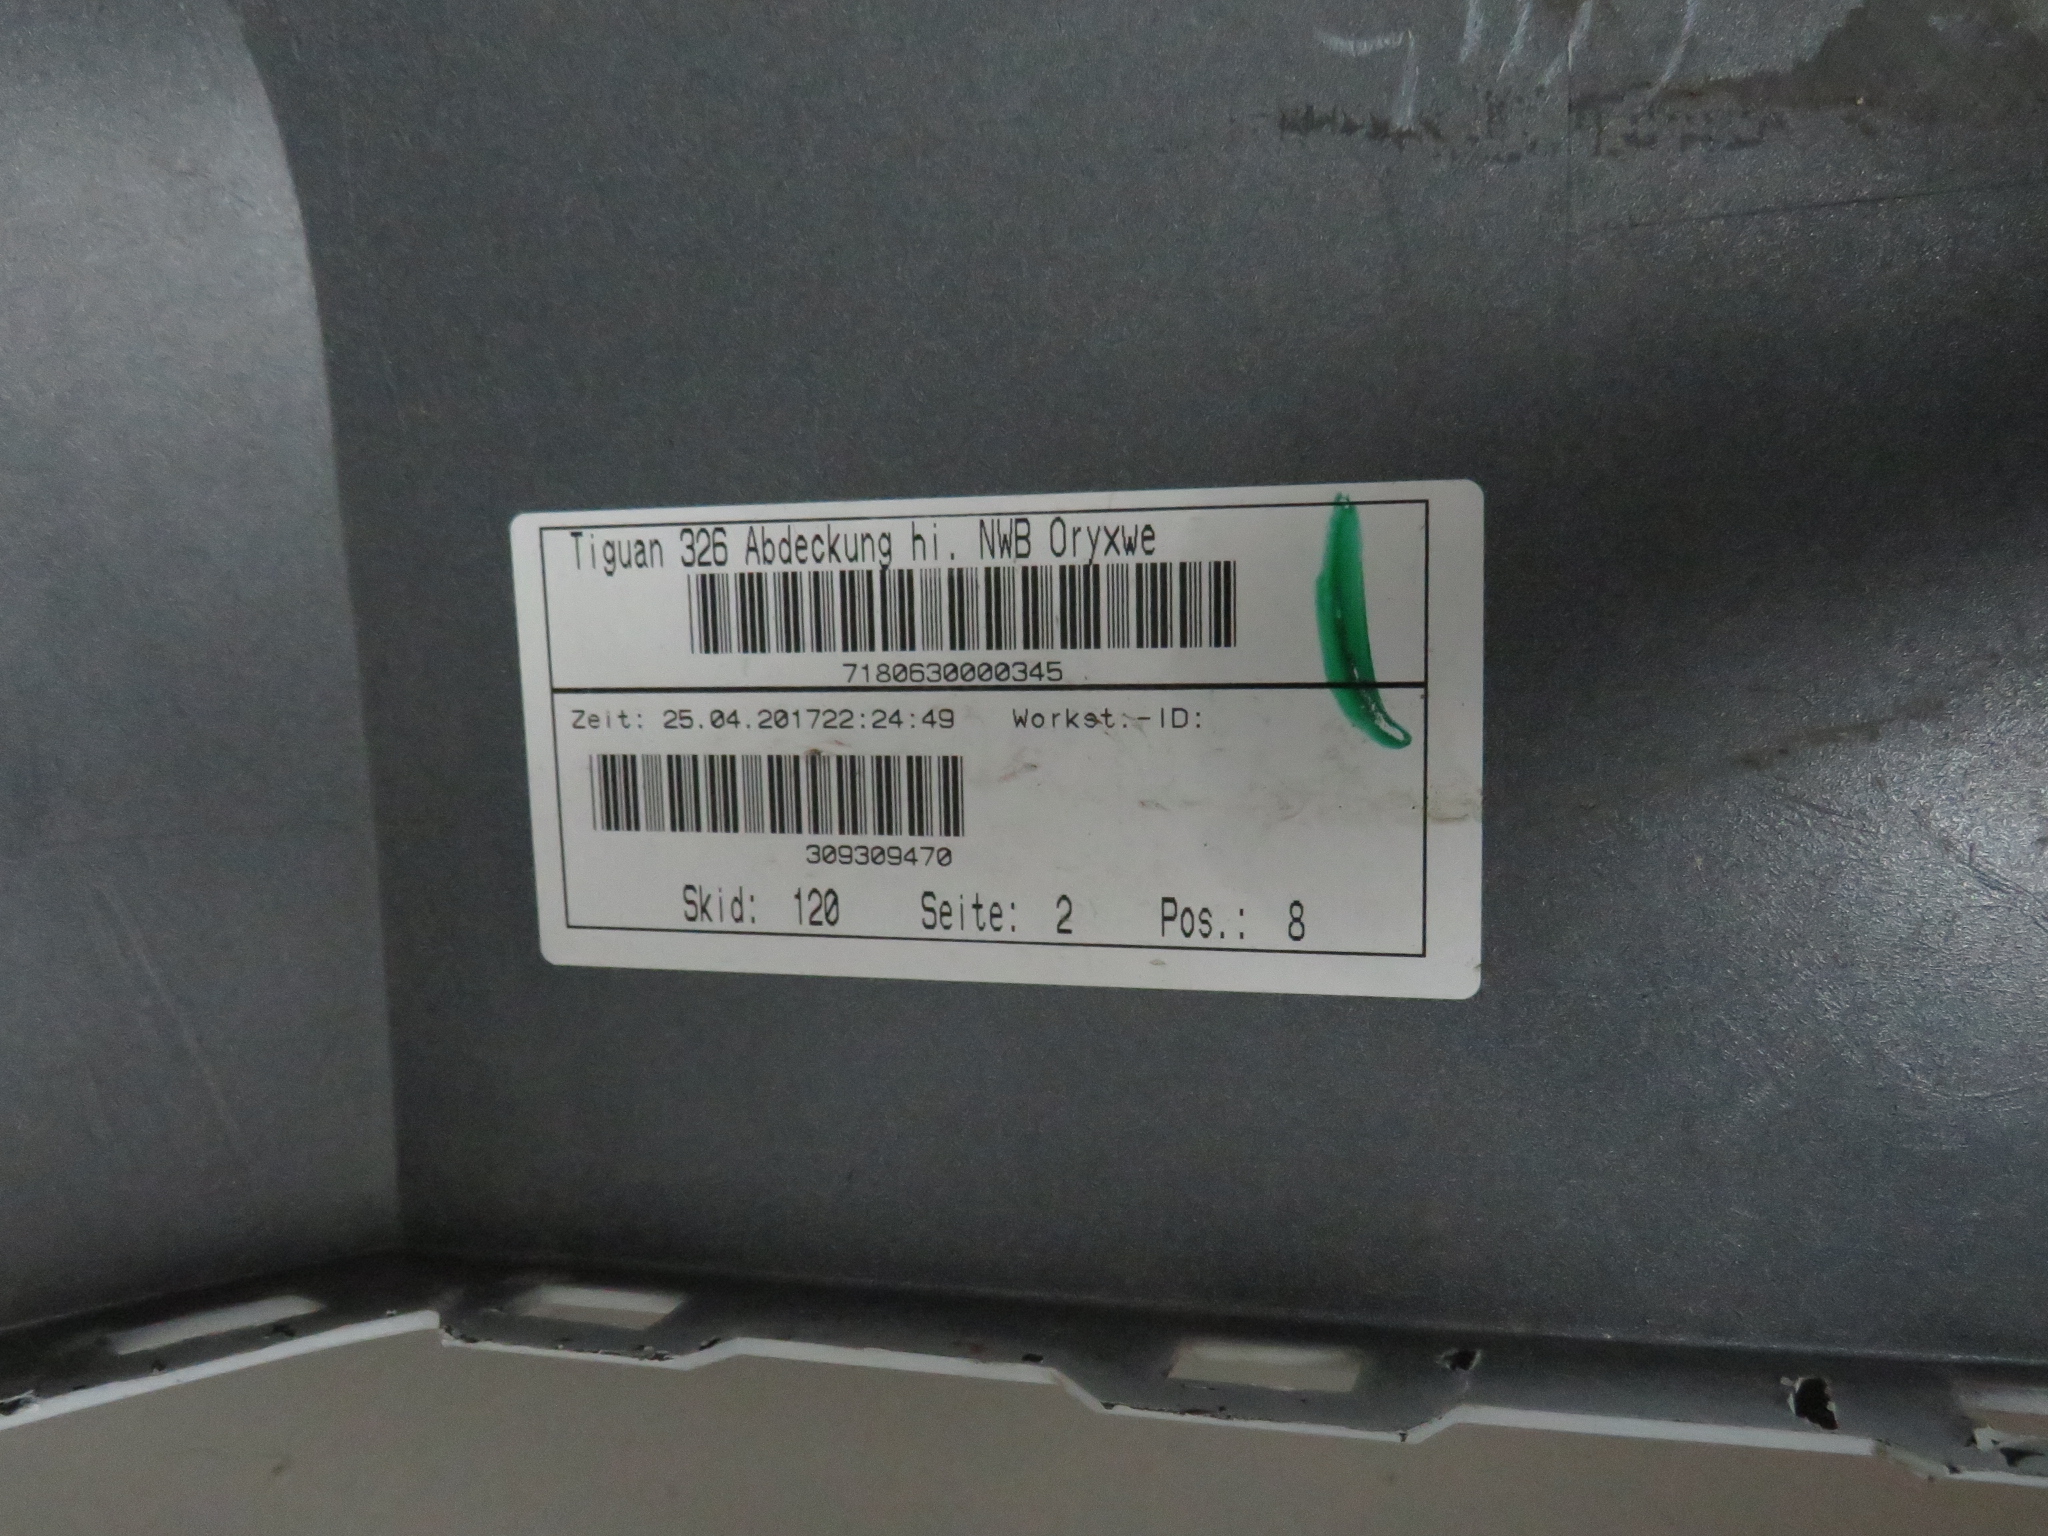 Tiguan 326 Abdeckung hi. NWB Oryxwe
7180630000345
Zeit: 25.04.201722:24:49 Workst.-ID:
309309470
Skid: 120 Seite: 2 Pos.: 8